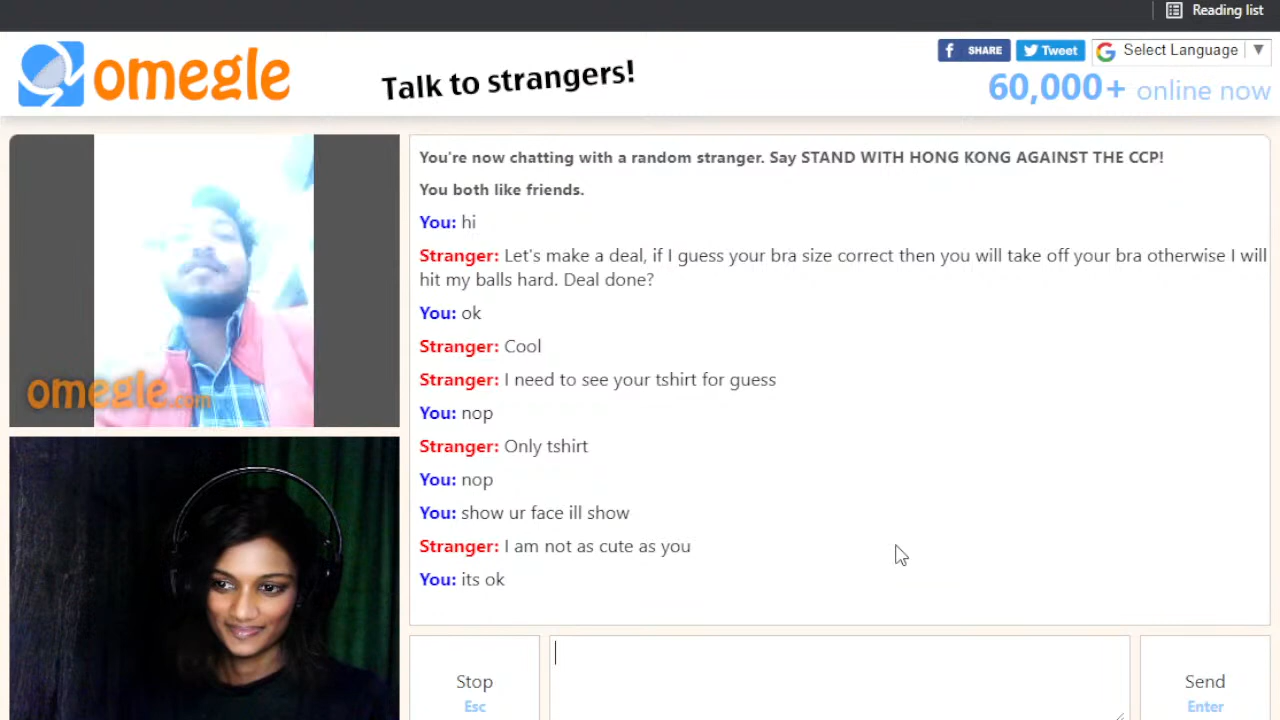 Reading list
omegle
Talk to strangers!
SHARE
Tweet
Select Language
60,000+ online now
You're now chatting with a random stranger. Say STAND WITH HONG KONG AGAINST THE CCP!
You both like friends.
You: hi
Stranger: Let's make a deal, if I guess your bra size correct then you will take off your bra otherwise I will
hit my balls hard. Deal done?
You: ok
Stranger: Cool
Stranger: I need to see your tshirt for guess
You: nop
Stranger: Only tshirt
You: nop
You: show ur face ill show
Stranger: I am not as cute as you
You: its ok
omegle.com
Stop
Esc
Send
Enter